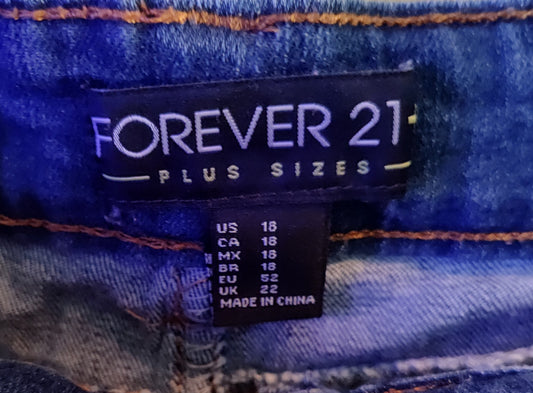 FOREVER 21
PLUS SIZES
US 18
CA 18
MX 18
BR 18
EU 52
UK 22
MADE IN CHINA